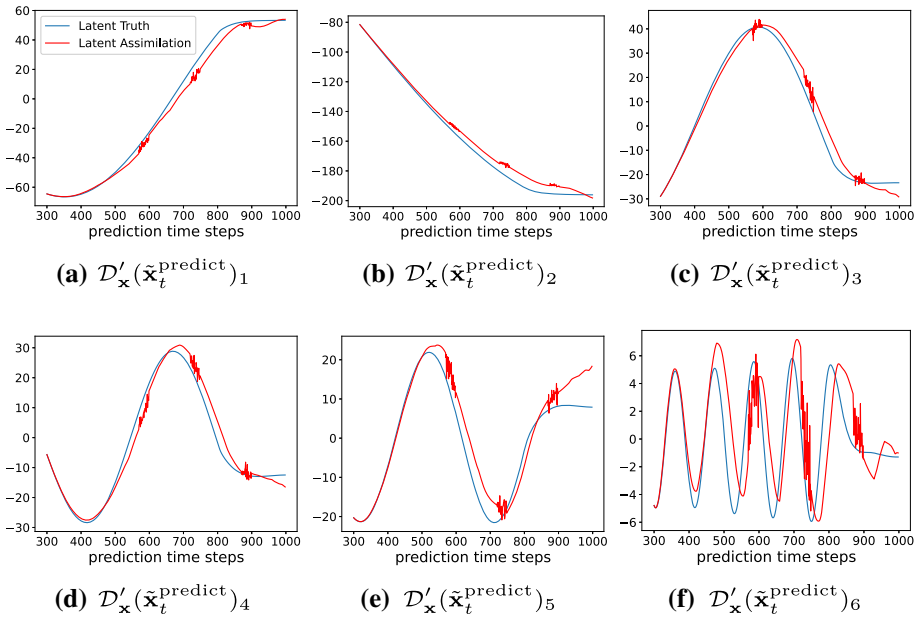 Latent Truth
Latent Assimilation
60
40
20
0
−20
−40
−60
300 400 500 600 700 800 900 1000
prediction time steps
(a) 𝒟′ₓ(x̃ₜᵖʳᵉᵈⁱᶜᵗ)₁
−80
−100
−120
−140
−160
−180
−200
300 400 500 600 700 800 900 1000
prediction time steps
(b) 𝒟′ₓ(x̃ₜᵖʳᵉᵈⁱᶜᵗ)₂
40
30
20
10
0
−10
−20
−30
300 400 500 600 700 800 900 1000
prediction time steps
(c) 𝒟′ₓ(x̃ₜᵖʳᵉᵈⁱᶜᵗ)₃
30
20
10
0
−10
−20
−30
300 400 500 600 700 800 900 1000
prediction time steps
(d) 𝒟′ₓ(x̃ₜᵖʳᵉᵈⁱᶜᵗ)₄
20
10
0
−10
−20
300 400 500 600 700 800 900 1000
prediction time steps
(e) 𝒟′ₓ(x̃ₜᵖʳᵉᵈⁱᶜᵗ)₅
6
4
2
0
−2
−4
−6
300 400 500 600 700 800 900 1000
prediction time steps
(f) 𝒟′ₓ(x̃ₜᵖʳᵉᵈⁱᶜᵗ)₆